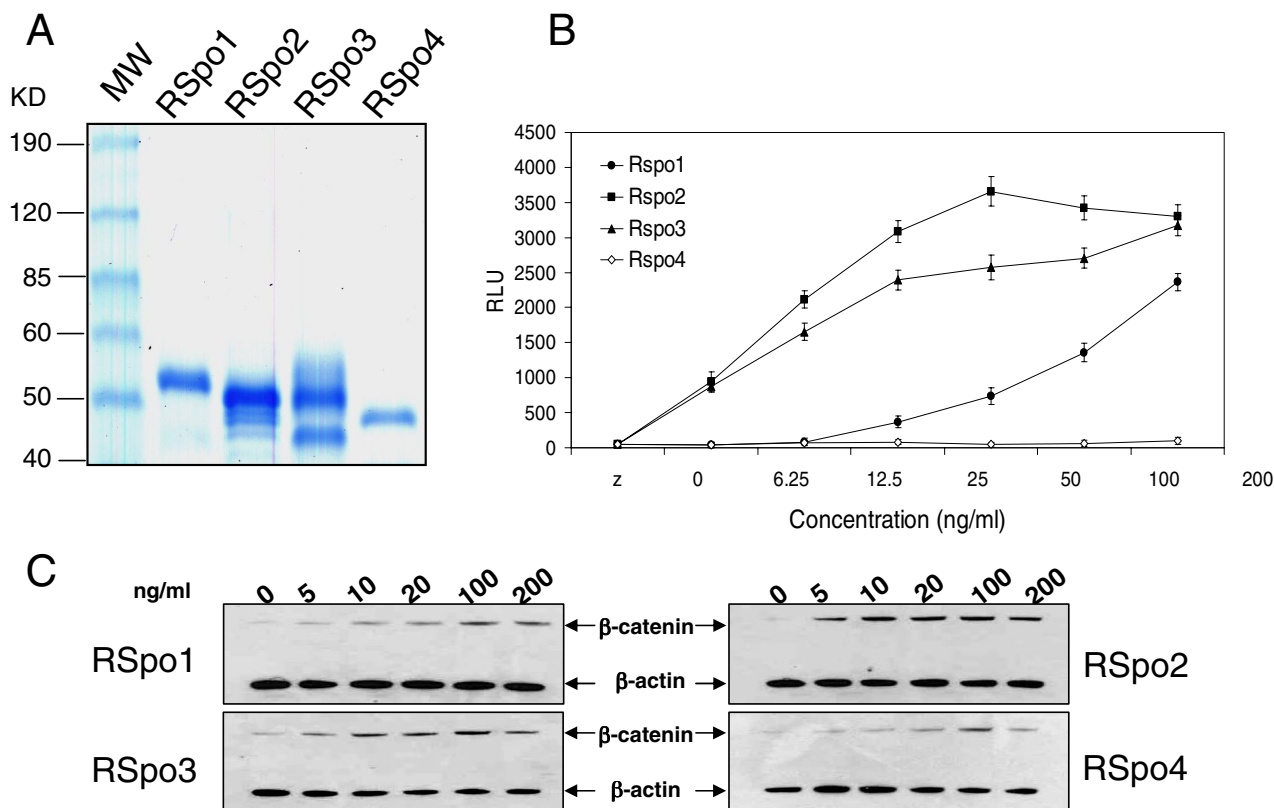 A
KD
MW
RSpo1
RSpo2
RSpo3
RSpo4
190
120
85
60
50
40
B
4500
4000
3500
3000
2500
2000
1500
1000
500
0
RLU
Rspo1
Rspo2
Rspo3
Rspo4
z 0 6.25 12.5 25 50 100 200
Concentration (ng/ml)
C
ng/ml
0 5 10 20 100 200
0 5 10 20 100 200
RSpo1
β-catenin
β-actin
RSpo2
RSpo3
β-catenin
β-actin
RSpo4